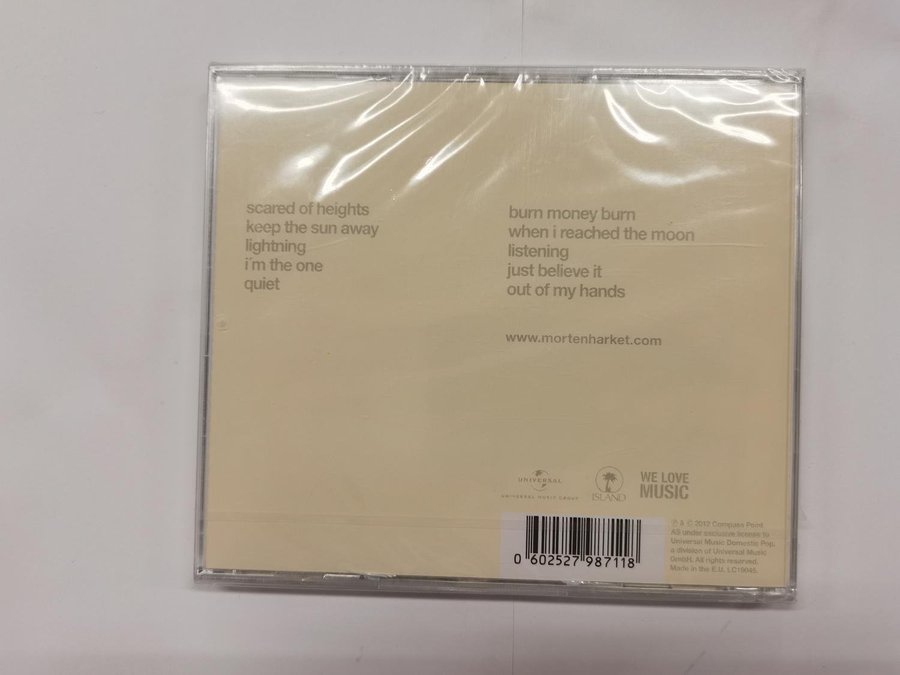 scared of heights
keep the sun away
lightning
i'm the one
quiet
burn money burn
when i reached the moon
listening
just believe it
out of my hands
www.mortenharket.com
UNIVERSAL
UNIVERSAL MUSIC GROUP
ISLAND
WE LOVE
MUSIC
0 602527 987118
℗ & © 2012 Compass Point
AS under exclusive license to
Universal Music Domestic Pop,
a division of Universal Music
GmbH. All rights reserved.
Made in the E.U. LC19045.